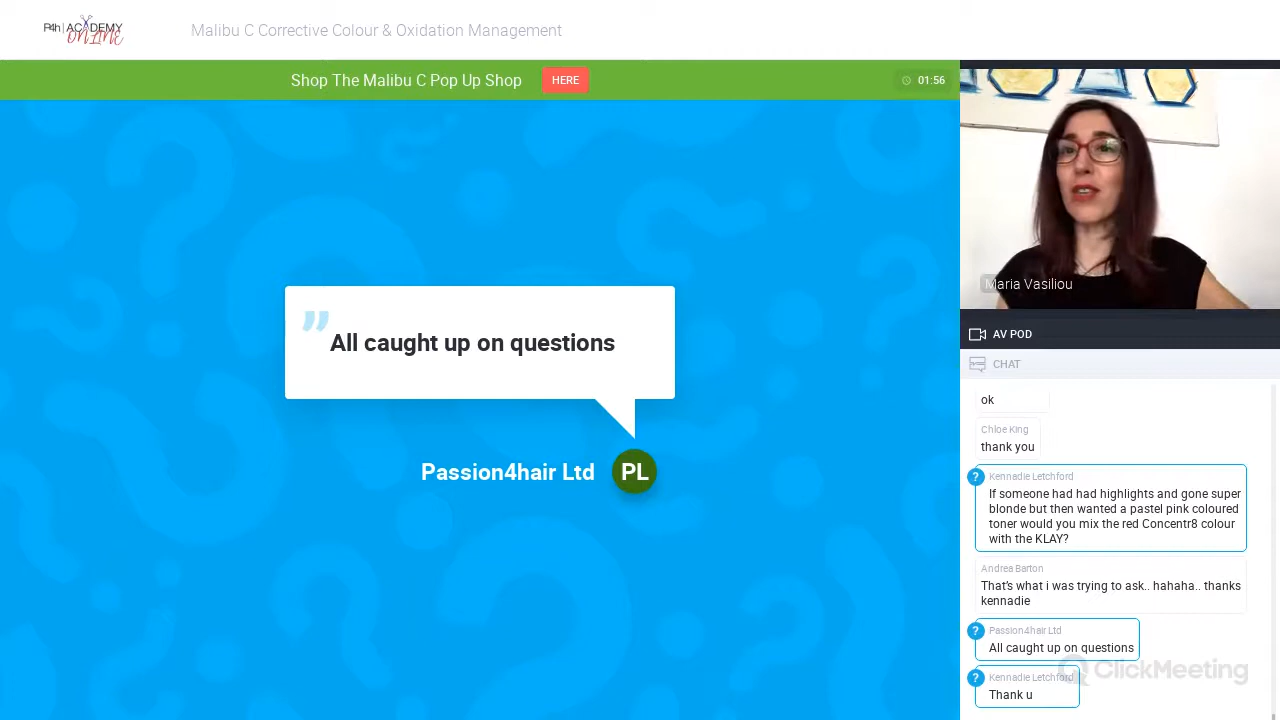 P4h | ACADEMY
ONLINE
Malibu C Corrective Colour & Oxidation Management
Shop The Malibu C Pop Up Shop
HERE
01:56
"
All caught up on questions
Passion4hair Ltd
PL
Maria Vasiliou
AV POD
CHAT
ok
Chloe King
thank you
?
Kennadie Letchford
If someone had had highlights and gone super
blonde but then wanted a pastel pink coloured
toner would you mix the red Concentr8 colour
with the KLAY?
Andrea Barton
That's what i was trying to ask.. hahaha.. thanks
kennadie
?
Passion4hair Ltd
All caught up on questions
ClickMeeting
?
Kennadie Letchford
Thank u